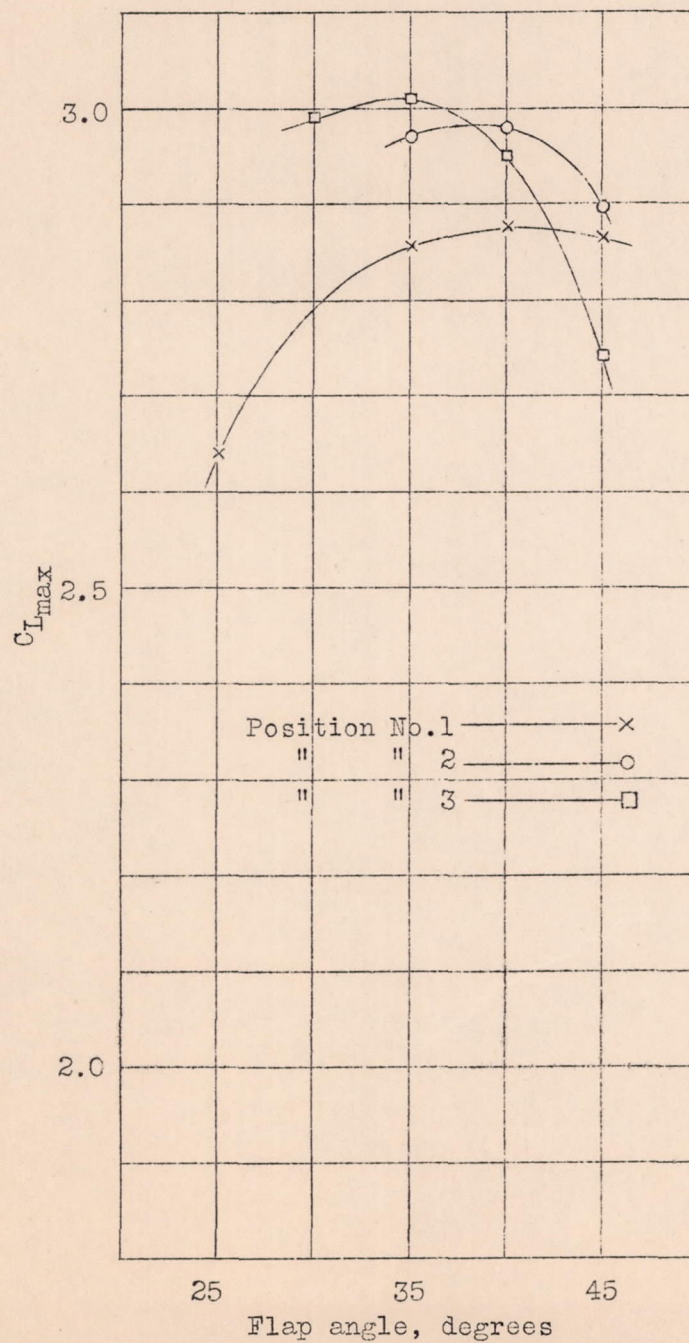 3.0
C_Lmax
2.5
Position No.1
" " 2
" " 3
2.0
25 35 45
Flap angle, degrees